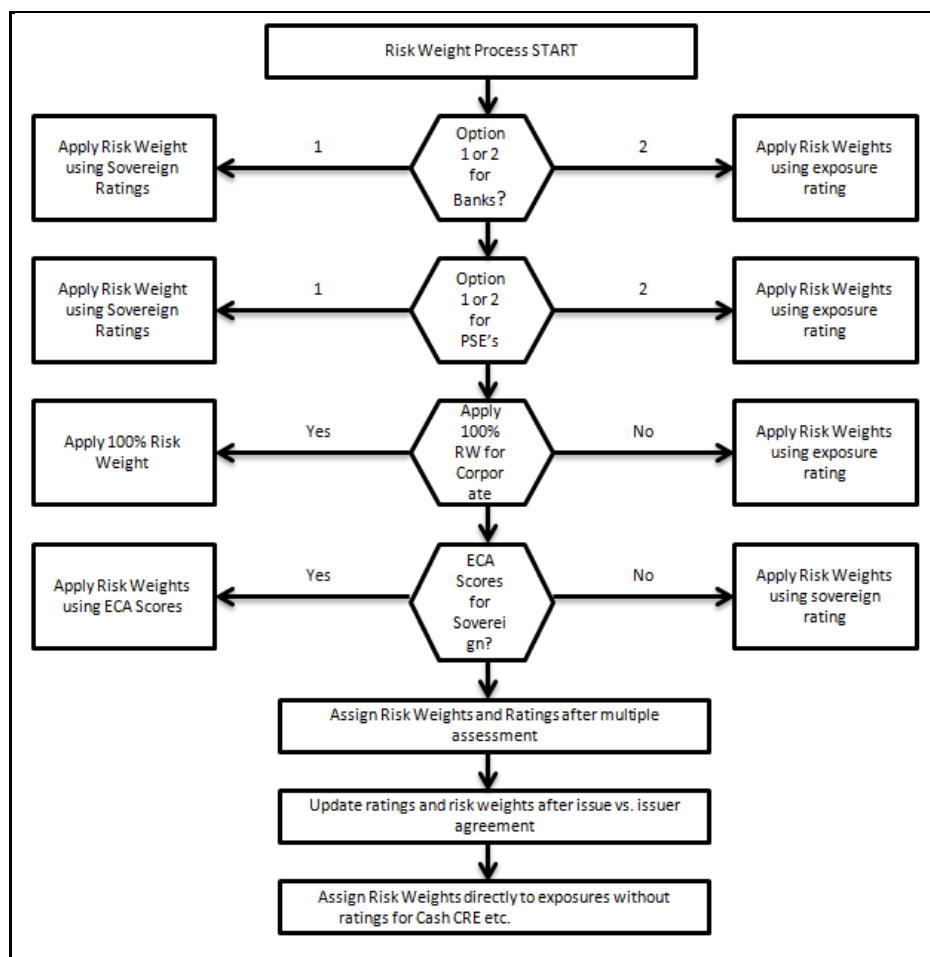 Risk Weight Process START
Apply Risk Weight
using Sovereign
Ratings
1
Option
1 or 2
for
Banks?
2
Apply Risk Weights
using exposure
rating
Apply Risk Weight
using Sovereign
Ratings
1
Option
1 or 2
for
PSE's
2
Apply Risk Weights
using exposure
rating
Apply 100% Risk
Weight
Yes
Apply
100%
RW for
Corpor
ate
No
Apply Risk Weights
using exposure
rating
Apply Risk Weights
using ECA Scores
Yes
ECA
Scores
for
Soverei
gn?
No
Apply Risk Weights
using sovereign
rating
Assign Risk Weights and Ratings after multiple
assessment
Update ratings and risk weights after issue vs. issuer
agreement
Assign Risk Weights directly to exposures without
ratings for Cash CRE etc.